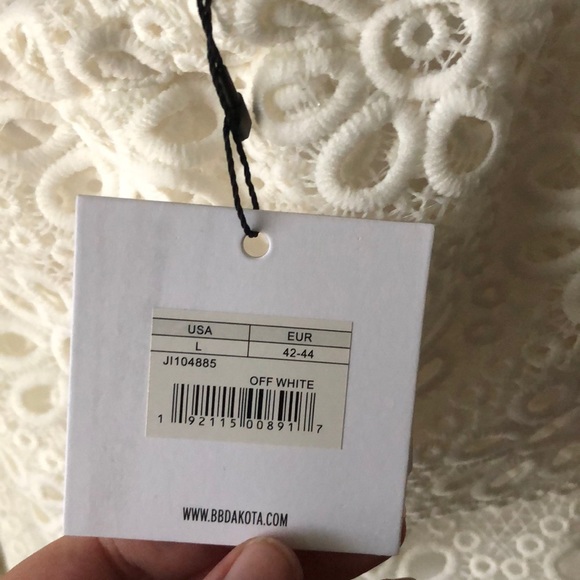 USA EUR
L 42-44
JI104885
OFF WHITE
1 92115 00891 7
WWW.BBDAKOTA.COM